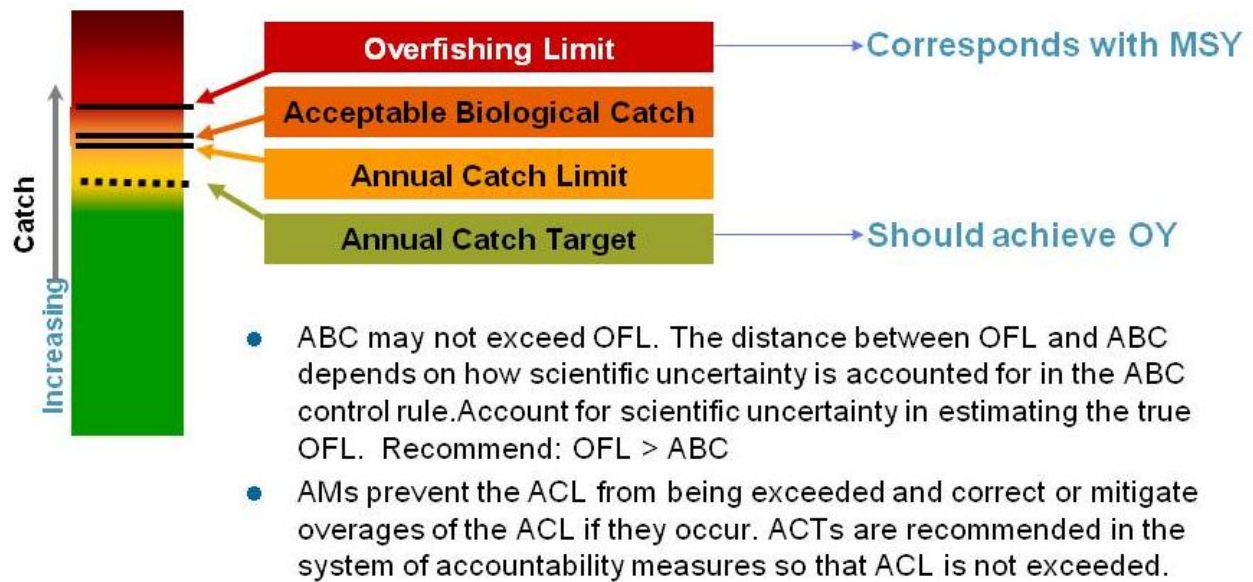 Overfishing Limit
Corresponds with MSY
Acceptable Biological Catch
Annual Catch Limit
Annual Catch Target
Should achieve OY
Catch
Increasing
ABC may not exceed OFL. The distance between OFL and ABC
depends on how scientific uncertainty is accounted for in the ABC
control rule.Account for scientific uncertainty in estimating the true
OFL. Recommend: OFL > ABC
AMs prevent the ACL from being exceeded and correct or mitigate
overages of the ACL if they occur. ACTs are recommended in the
system of accountability measures so that ACL is not exceeded.